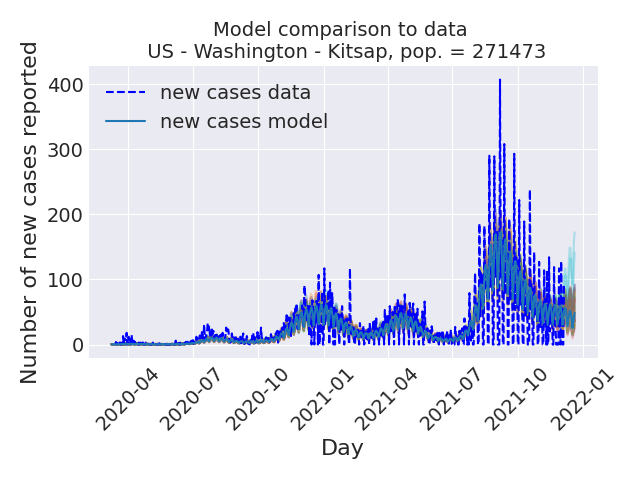 Model comparison to data
US - Washington - Kitsap, pop. = 271473
Number of new cases reported
400
300
200
100
0
new cases data
new cases model
2020-04
2020-07
2020-10
2021-01
2021-04
2021-07
2021-10
2022-01
Day